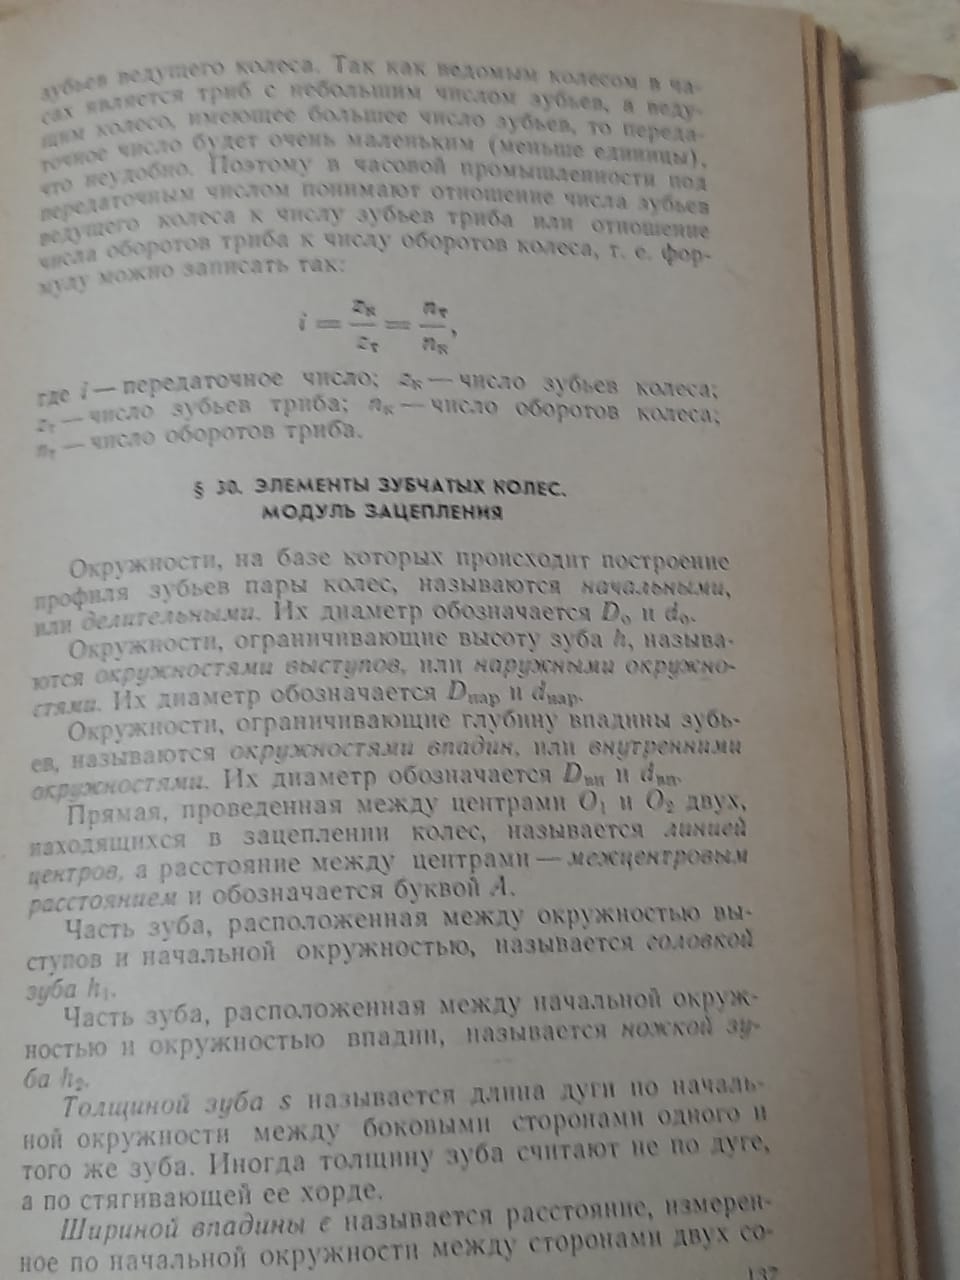 зубьев ведущего колеса. Так как ведомым колесом в ча-
сах является триб с небольшим числом зубьев, а веду-
щим колесо, имеющее большее число зубьев, то переда-
точное число будет очень маленьким (меньше единицы),
что неудобно. Поэтому в часовой промышленности под
передаточным числом понимают отношение числа зубьев
ведущего колеса к числу зубьев триба или отношение
числа оборотов триба к числу оборотов колеса, т. е. фор-
мулу можно записать так:
i = zк/zт = nт/nк,
где i — передаточное число; zк — число зубьев колеса;
zт — число зубьев триба; nк — число оборотов колеса;
nт — число оборотов триба.
§ 30. ЭЛЕМЕНТЫ ЗУБЧАТЫХ КОЛЕС.
МОДУЛЬ ЗАЦЕПЛЕНИЯ
Окружности, на базе которых происходит построение
профиля зубьев пары колес, называются начальными,
или делительными. Их диаметр обозначается D₀ и d₀.
Окружности, ограничивающие высоту зуба h, называ-
ются окружностями выступов, или наружными окружно-
стями. Их диаметр обозначается Dнар и dнар.
Окружности, ограничивающие глубину впадины зубь-
ев, называются окружностями впадин, или внутренними
окружностями. Их диаметр обозначается Dвн и dвн.
Прямая, проведенная между центрами O₁ и O₂ двух,
находящихся в зацеплении колес, называется линией
центров, а расстояние между центрами — межцентровым
расстоянием и обозначается буквой A.
Часть зуба, расположенная между окружностью вы-
ступов и начальной окружностью, называется головкой
зуба h₁.
Часть зуба, расположенная между начальной окруж-
ностью и окружностью впадин, называется ножкой зу-
ба h₂.
Толщиной зуба s называется длина дуги по началь-
ной окружности между боковыми сторонами одного и
того же зуба. Иногда толщину зуба считают не по дуге,
а по стягивающей ее хорде.
Шириной впадины e называется расстояние, измерен-
ное по начальной окружности между сторонами двух со-
137